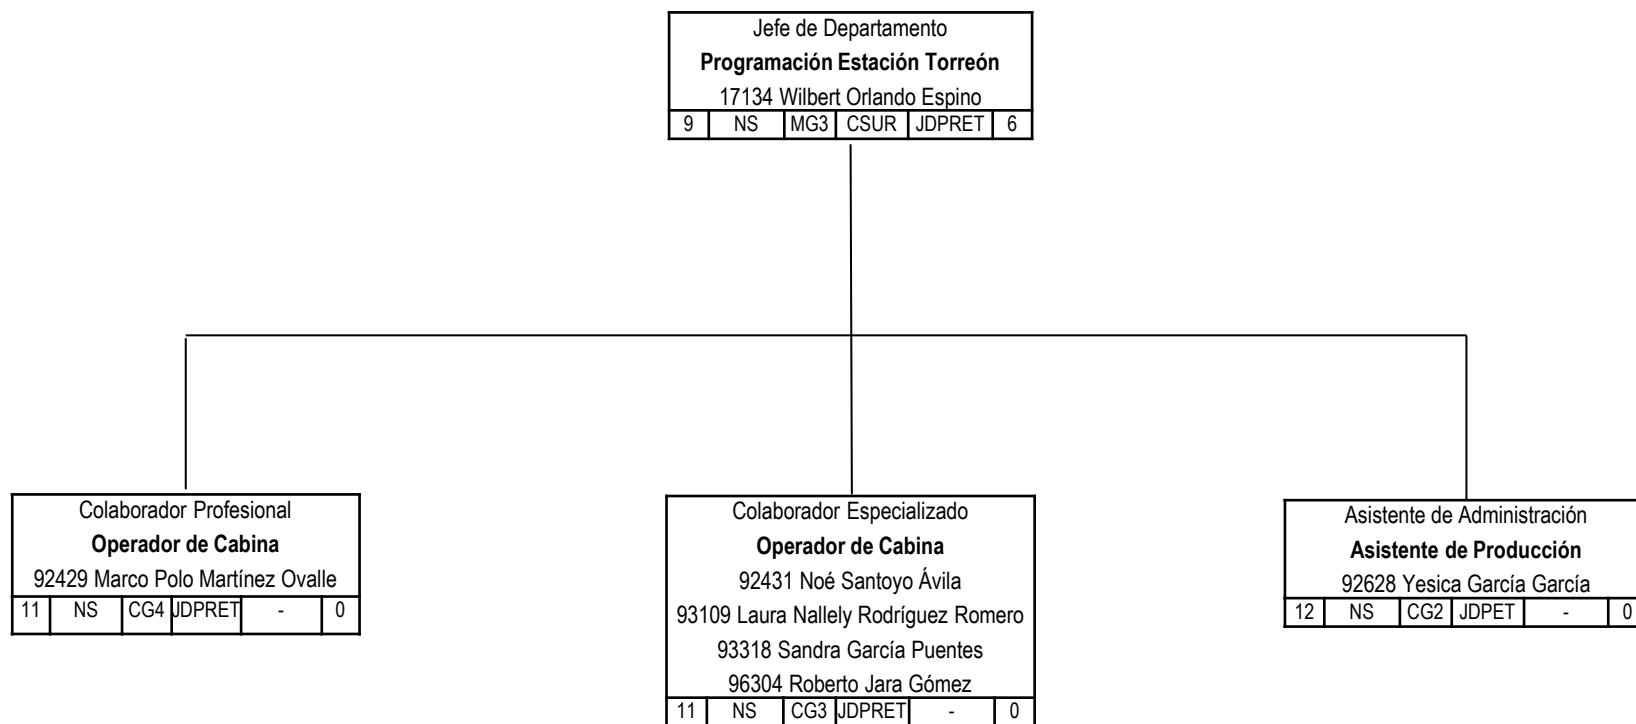 Jefe de Departamento
Programación Estación Torreón
17134 Wilbert Orlando Espino
9 NS MG3 CSUR JDPRET 6
Colaborador Profesional
Operador de Cabina
92429 Marco Polo Martínez Ovalle
11 NS CG4 JDPRET - 0
Colaborador Especializado
Operador de Cabina
92431 Noé Santoyo Ávila
93109 Laura Nallely Rodríguez Romero
93318 Sandra García Puentes
96304 Roberto Jara Gómez
11 NS CG3 JDPRET - 0
Asistente de Administración
Asistente de Producción
92628 Yesica García García
12 NS CG2 JDPET - 0